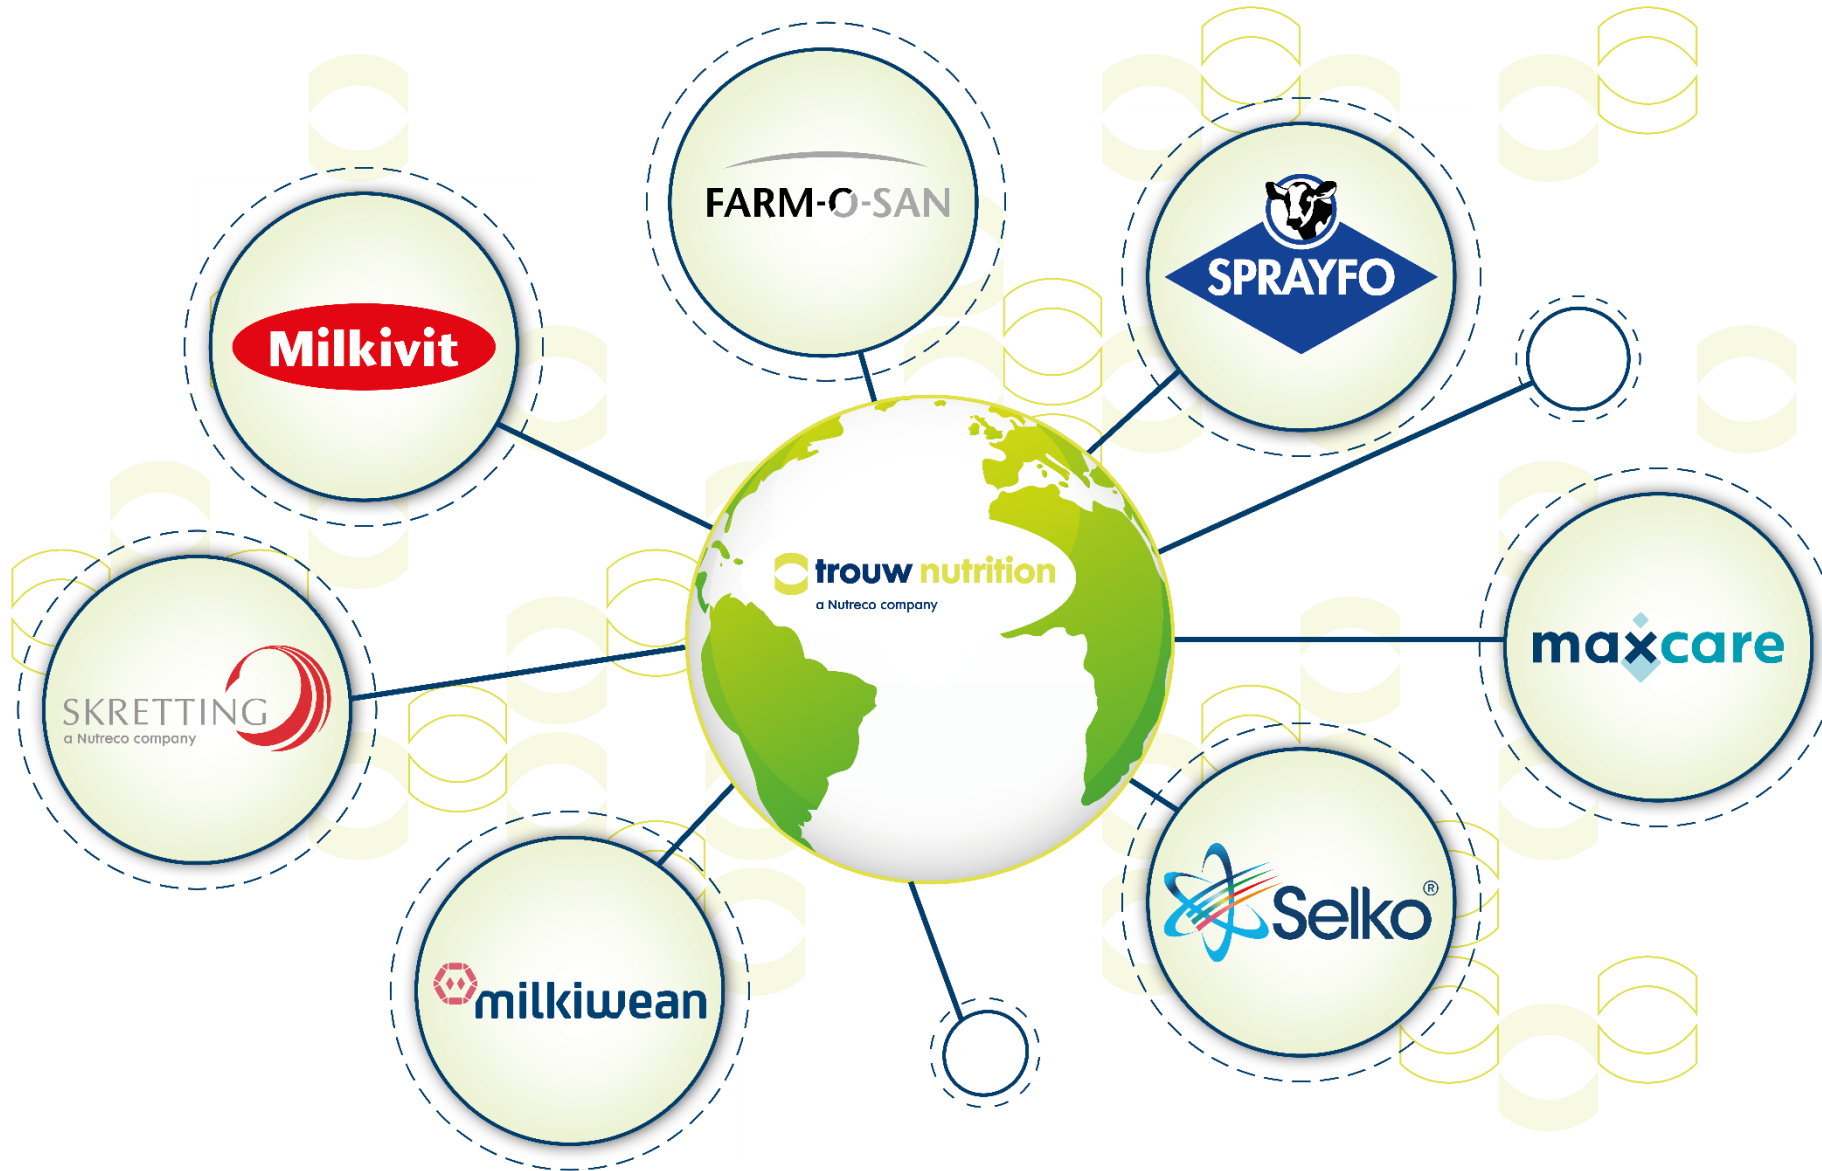 FARM-O-SAN
SPRAYFO
Milkivit
trouw nutrition
a Nutreco company
maxcare
SKRETTING
a Nutreco company
Selko®
milkiwean